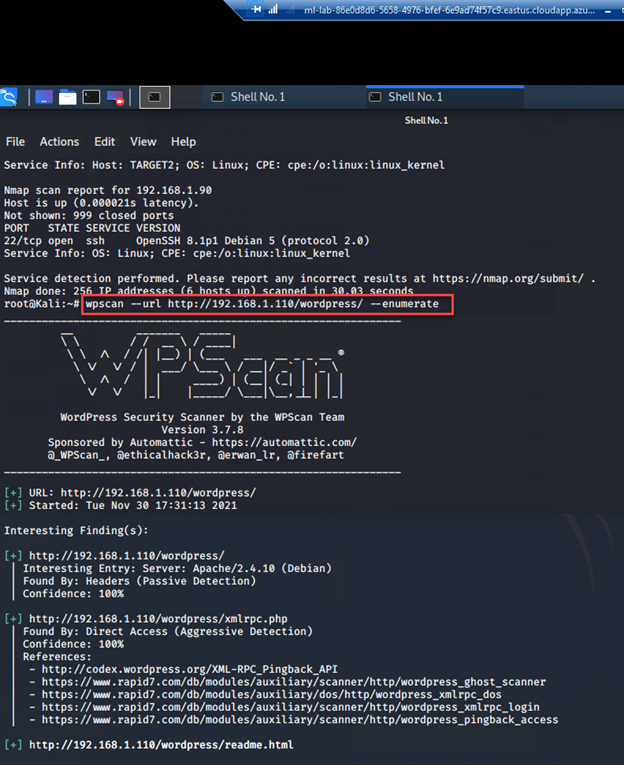 ml-lab-86e0d8d6-5658-4976-bfef-6e9ad74f57c9.eastus.cloudapp.azu...
Shell No. 1
Shell No. 1
Shell No.1
File Actions Edit View Help
Service Info: Host: TARGET2; OS: Linux; CPE: cpe:/o:linux:linux_kernel
Nmap scan report for 192.168.1.90
Host is up (0.000021s latency).
Not shown: 999 closed ports
PORT STATE SERVICE VERSION
22/tcp open ssh OpenSSH 8.1p1 Debian 5 (protocol 2.0)
Service Info: OS: Linux; CPE: cpe:/o:linux:linux_kernel
Service detection performed. Please report any incorrect results at https://nmap.org/submit/ .
Nmap done: 256 IP addresses (6 hosts up) scanned in 30.03 seconds
root@Kali:~# wpscan --url http://192.168.1.110/wordpress/ --enumerate
WPScan ®
WordPress Security Scanner by the WPScan Team
Version 3.7.8
Sponsored by Automattic - https://automattic.com/
@_WPScan_, @ethicalhack3r, @erwan_lr, @firefart
[+] URL: http://192.168.1.110/wordpress/
[+] Started: Tue Nov 30 17:31:13 2021
Interesting Finding(s):
[+] http://192.168.1.110/wordpress/
| Interesting Entry: Server: Apache/2.4.10 (Debian)
| Found By: Headers (Passive Detection)
| Confidence: 100%
[+] http://192.168.1.110/wordpress/xmlrpc.php
| Found By: Direct Access (Aggressive Detection)
| Confidence: 100%
| References:
| - http://codex.wordpress.org/XML-RPC_Pingback_API
| - https://www.rapid7.com/db/modules/auxiliary/scanner/http/wordpress_ghost_scanner
| - https://www.rapid7.com/db/modules/auxiliary/dos/http/wordpress_xmlrpc_dos
| - https://www.rapid7.com/db/modules/auxiliary/scanner/http/wordpress_xmlrpc_login
| - https://www.rapid7.com/db/modules/auxiliary/scanner/http/wordpress_pingback_access
[+] http://192.168.1.110/wordpress/readme.html